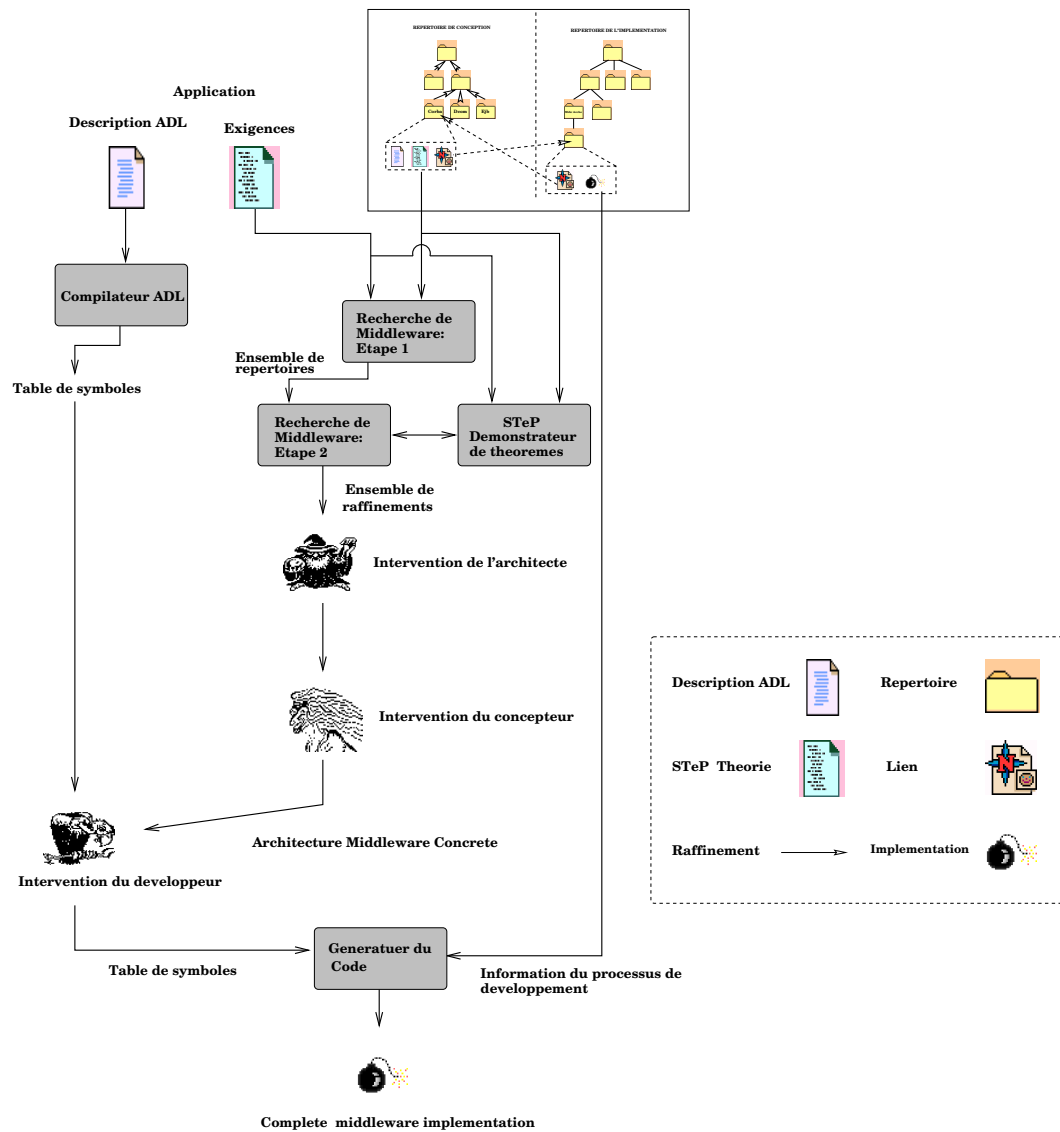 REPERTOIRE DE CONCEPTION
REPERTOIRE DE L'IMPLEMENTATION
Corba
Dcom
Ejb
Application
Description ADL
Exigences
Compilateur ADL
Recherche de
Middleware:
Etape 1
Ensemble de
repertoires
Table de symboles
Recherche de
Middleware:
Etape 2
STeP
Demonstrateur
de theoremes
Ensemble de
raffinements
Intervention de l'architecte
Intervention du concepteur
Architecture Middleware Concrete
Intervention du developpeur
Table de symboles
Génératuer du
Code
Information du processus de
developpement
Complete middleware implementation
Description ADL
Repertoire
STeP Theorie
Lien
N
Raffinement
Implementation